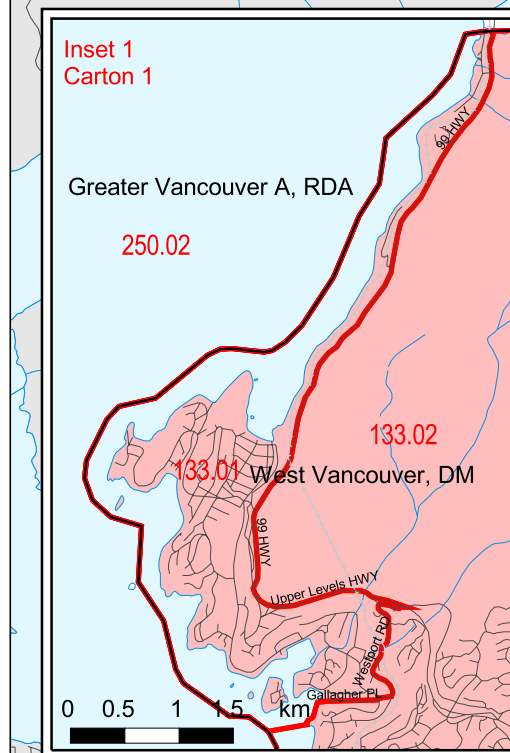 Inset 1
Carton 1
99 HWY
Greater Vancouver A, RDA
250.02
133.02
133.01
West Vancouver, DM
99 HWY
Upper Levels HWY
Westport RD
Gallagher PL
0 0.5 1 1.5 km